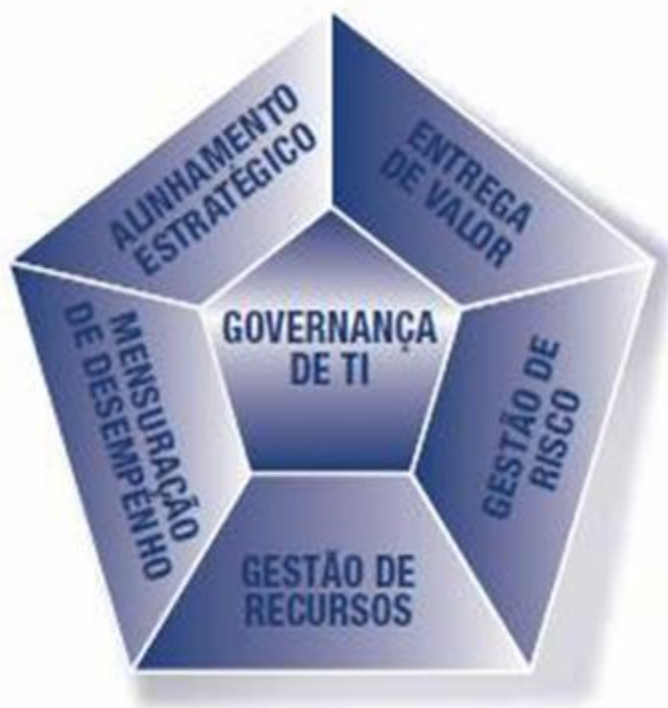 ALINHAMENTO
ESTRATÉGICO
ENTREGA
DE VALOR
GOVERNANÇA
DE TI
MENSURAÇÃO
DE DESEMPENHO
GESTÃO DE
RISCO
GESTÃO DE
RECURSOS